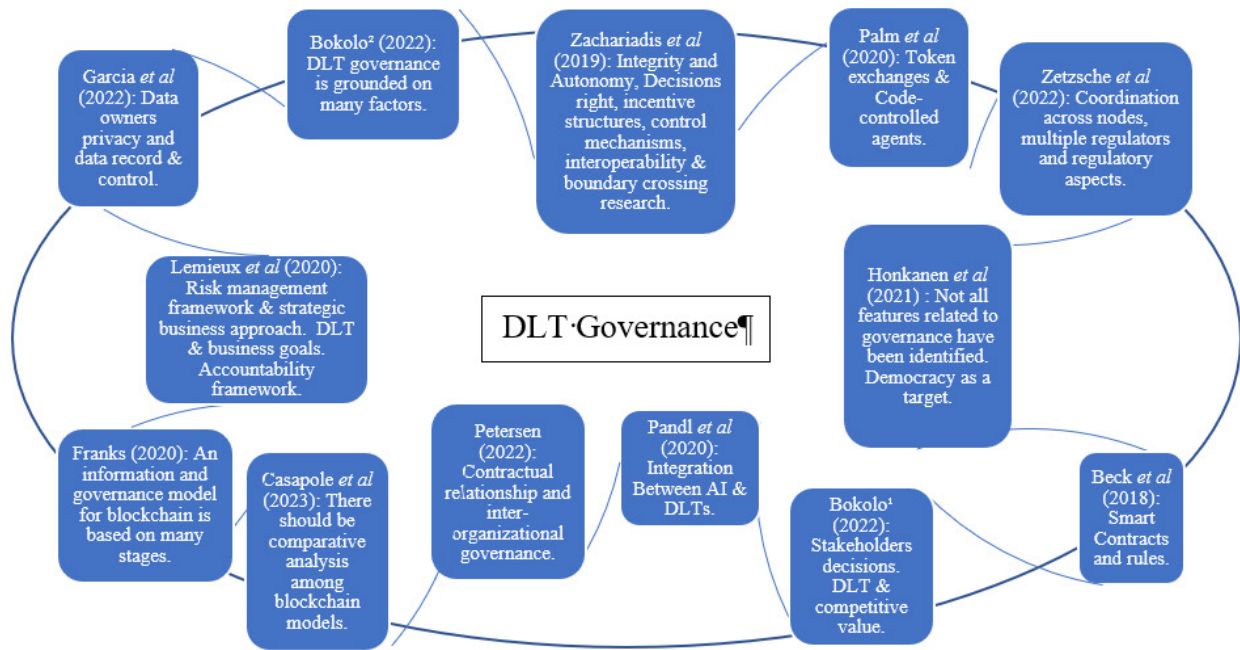 Garcia et al
(2022): Data
owners
privacy and
data record &
control.
Bokolo² (2022):
DLT governance
is grounded on
many factors.
Zachariadis et al
(2019): Integrity and
Autonomy, Decisions
right, incentive
structures, control
mechanisms,
interoperability &
boundary crossing
research.
Palm et al
(2020): Token
exchanges &
Code-
controlled
agents.
Zetzsche et al
(2022): Coordination
across nodes,
multiple regulators
and regulatory
aspects.
Lemieux et al (2020):
Risk management
framework & strategic
business approach. DLT
& business goals.
Accountability
framework.
DLT·Governance¶
Honkanen et al
(2021) : Not all
features related to
governance have
been identified.
Democracy as a
target.
Franks (2020): An
information and
governance model
for blockchain is
based on many
stages.
Casapole et al
(2023): There
should be
comparative
analysis
among
blockchain
models.
Petersen
(2022):
Contractual
relationship and
inter-
organizational
governance.
Pandl et al
(2020):
Integration
Between AI &
DLTs.
Bokolo¹
(2022):
Stakeholders
decisions.
DLT &
competitive
value.
Beck et al
(2018):
Smart
Contracts
and rules.